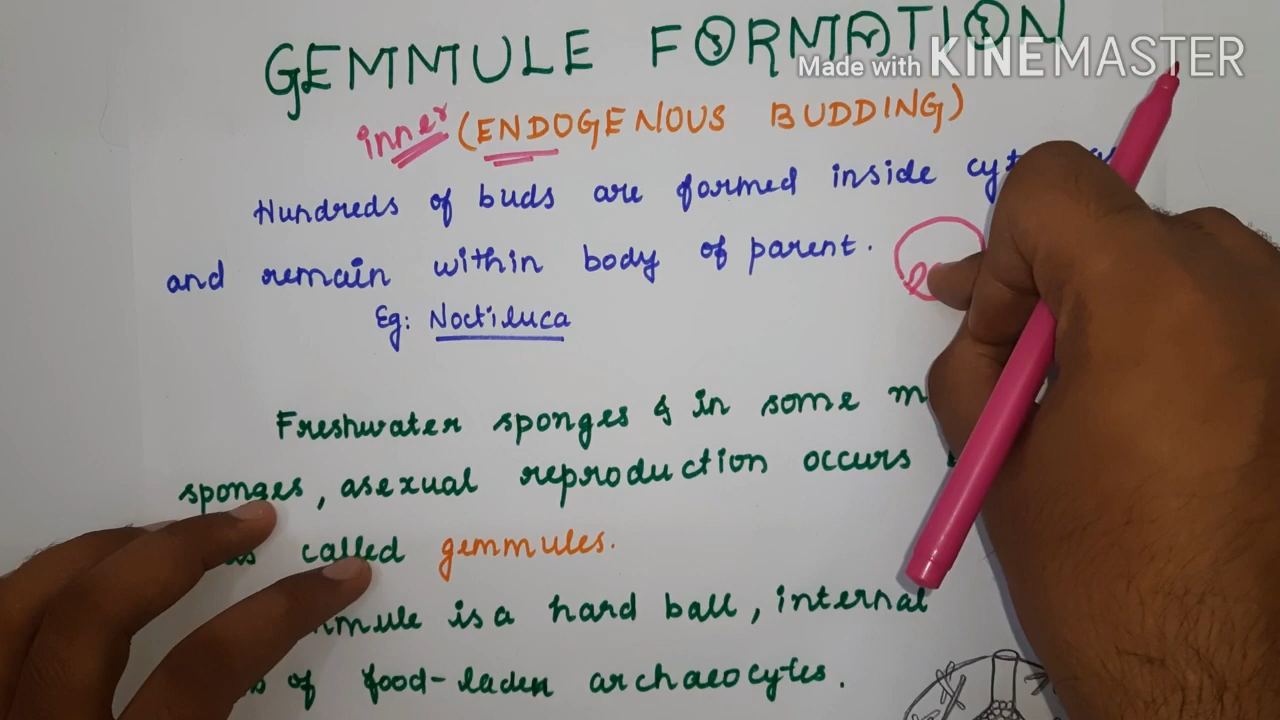 GEMMULE FORMATION
Made with KINEMASTER
inner (ENDOGENOUS BUDDING)
Hundreds of buds are formed inside
and remain within body of parent.
Eg: Noctiluca
Freshwater sponges & in some
sponges, asexual reproduction occurs
called gemmules.
is a hard ball, internal
of food-laden archaeocytes.